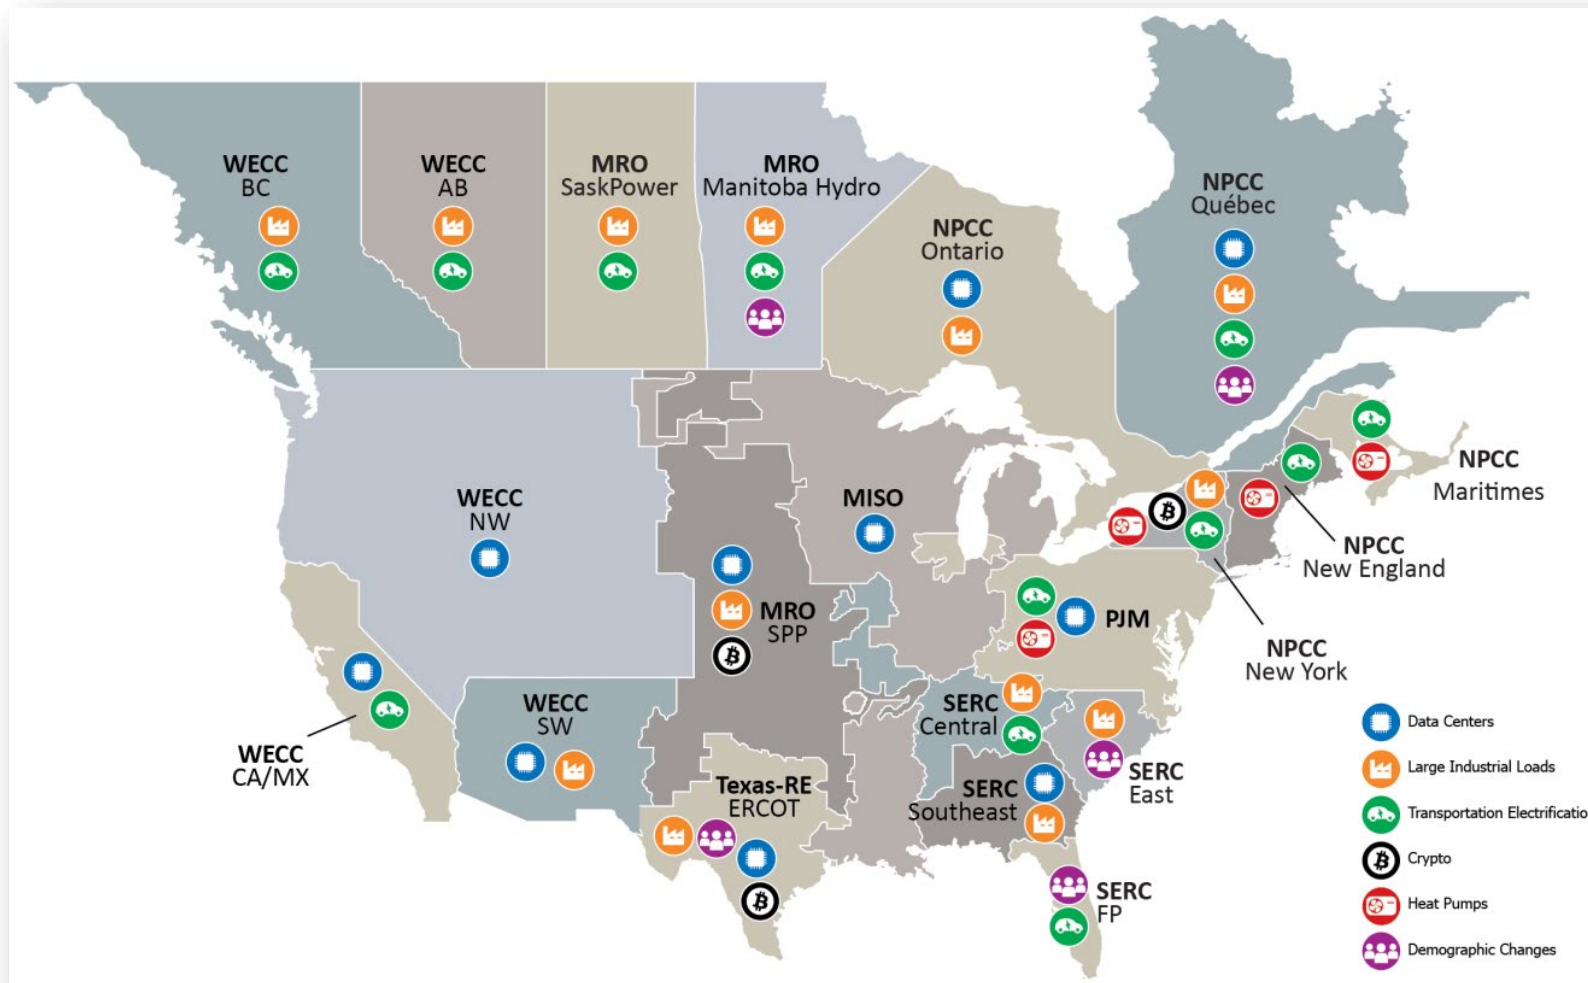 WECC
BC
WECC
AB
MRO
SaskPower
MRO
Manitoba Hydro
NPCC
Ontario
NPCC
Québec
NPCC
Maritimes
WECC
NW
MISO
NPCC
New England
MRO
SPP
PJM
NPCC
New York
WECC
CA/MX
WECC
SW
SERC
Central
SERC
East
Texas-RE
ERCOT
SERC
Southeast
SERC
FP
Data Centers
Large Industrial Loads
Transportation Electrificatio
Crypto
Heat Pumps
Demographic Changes